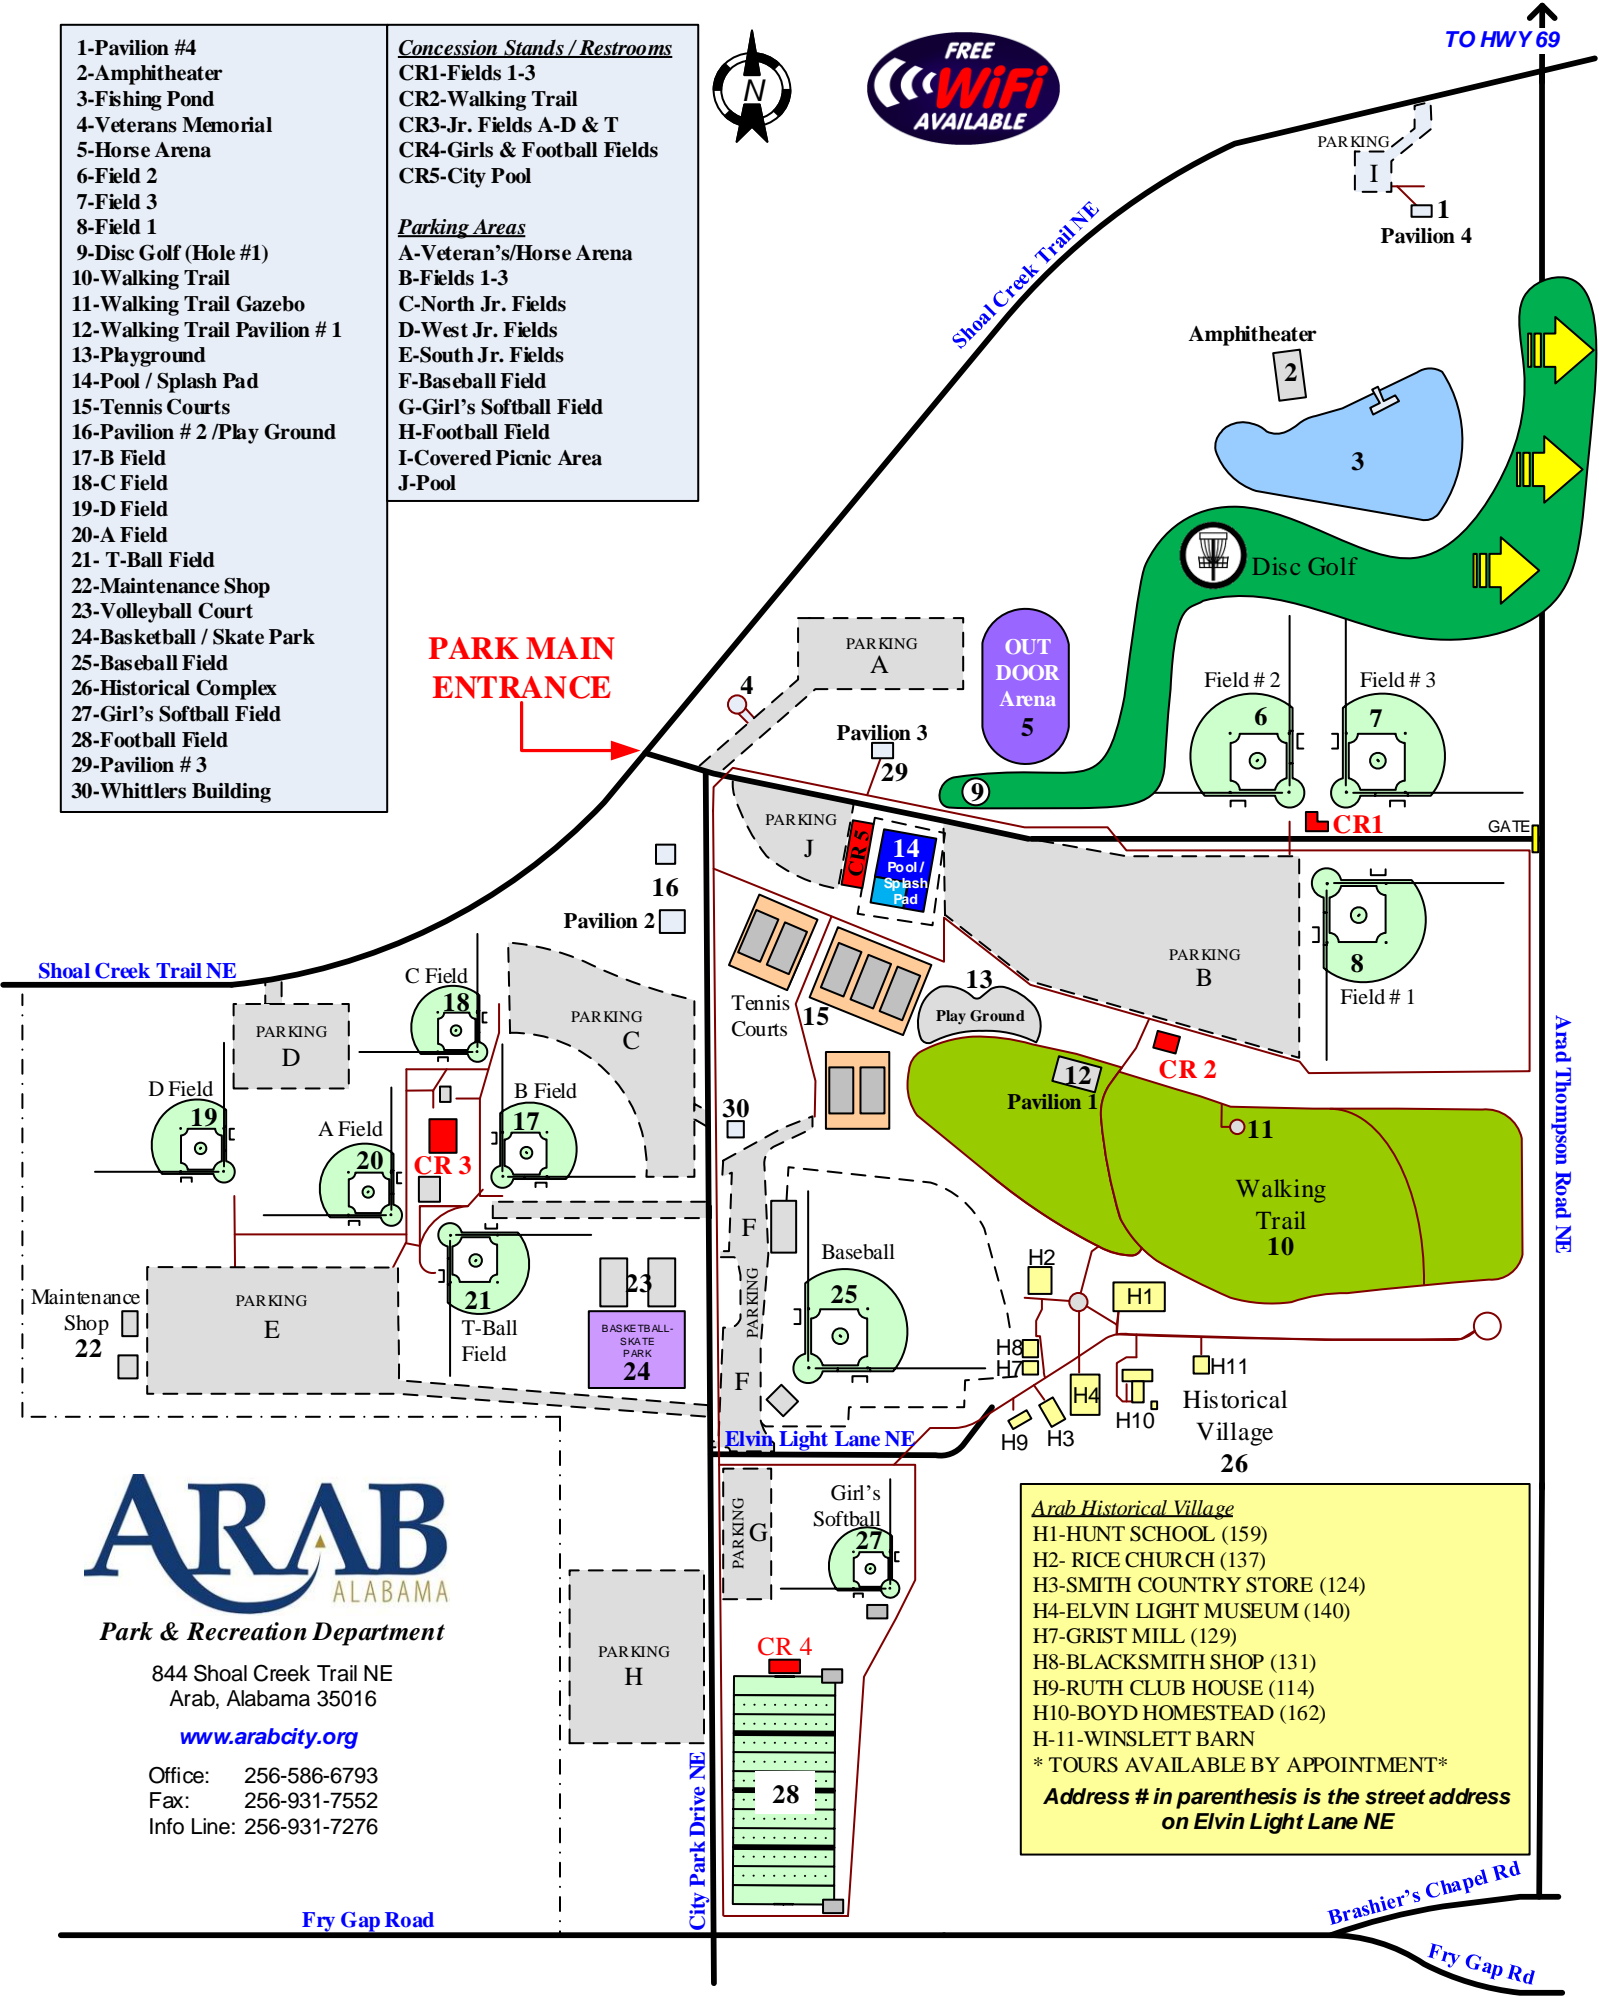 1-Pavilion #4
2-Amphitheater
3-Fishing Pond
4-Veterans Memorial
5-Horse Arena
6-Field 2
7-Field 3
8-Field 1
9-Disc Golf (Hole #1)
10-Walking Trail
11-Walking Trail Gazebo
12-Walking Trail Pavilion # 1
13-Playground
14-Pool / Splash Pad
15-Tennis Courts
16-Pavilion # 2 /Play Ground
17-B Field
18-C Field
19-D Field
20-A Field
21- T-Ball Field
22-Maintenance Shop
23-Volleyball Court
24-Basketball / Skate Park
25-Baseball Field
26-Historical Complex
27-Girl's Softball Field
28-Football Field
29-Pavilion # 3
30-Whittlers Building
Concession Stands / Restrooms
CR1-Fields 1-3
CR2-Walking Trail
CR3-Jr. Fields A-D & T
CR4-Girls & Football Fields
CR5-City Pool
Parking Areas
A-Veteran's/Horse Arena
B-Fields 1-3
C-North Jr. Fields
D-West Jr. Fields
E-South Jr. Fields
F-Baseball Field
G-Girl's Softball Field
H-Football Field
I-Covered Picnic Area
J-Pool
N
FREE
WiFi
AVAILABLE
TO HWY 69
PARKING
I
1
Pavilion 4
Shoal Creek Trail NE
Amphitheater
2
3
Disc Golf
PARK MAIN
ENTRANCE
PARKING
A
4
OUT
DOOR
Arena
5
Pavilion 3
29
9
Field # 2
6
Field # 3
7
CR1
GATE
PARKING
J
CR 5
14
Pool /
Splash
Pad
16
Pavilion 2
PARKING
B
8
Field # 1
Shoal Creek Trail NE
C Field
18
PARKING
C
PARKING
D
Tennis
Courts
15
13
Play Ground
CR 2
12
Pavilion 1
11
Arad Thompson Road NE
D Field
19
A Field
20
B Field
17
CR 3
30
Walking
Trail
10
F
PARKING
F
Baseball
25
21
T-Ball
Field
23
BASKETBALL-
SKATE
PARK
24
Maintenance
Shop
22
PARKING
E
H2
H1
H8
H7
H4
H11
H10
H9
H3
Historical
Village
26
Elvin Light Lane NE
PARKING
G
Girl's
Softball
27
PARKING
H
CR 4
28
City Park Drive NE
ARAB
ALABAMA
Park & Recreation Department
844 Shoal Creek Trail NE
Arab, Alabama 35016
www.arabcity.org
Office: 256-586-6793
Fax: 256-931-7552
Info Line: 256-931-7276
Arab Historical Village
H1-HUNT SCHOOL (159)
H2- RICE CHURCH (137)
H3-SMITH COUNTRY STORE (124)
H4-ELVIN LIGHT MUSEUM (140)
H7-GRIST MILL (129)
H8-BLACKSMITH SHOP (131)
H9-RUTH CLUB HOUSE (114)
H10-BOYD HOMESTEAD (162)
H-11-WINSLETT BARN
* TOURS AVAILABLE BY APPOINTMENT*
Address # in parenthesis is the street address
on Elvin Light Lane NE
Fry Gap Road
Brashier's Chapel Rd
Fry Gap Rd